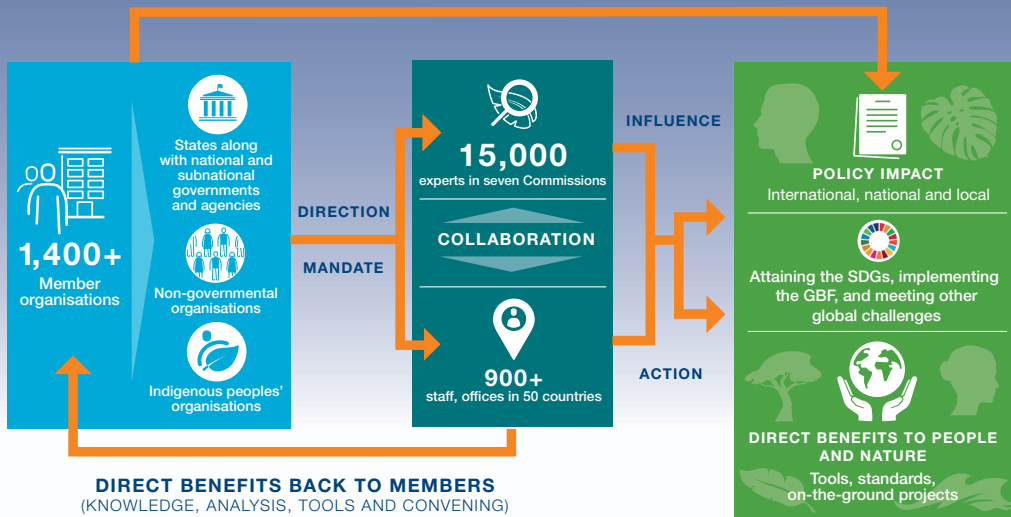 1,400+
Member
organisations
States along
with national and
subnational
governments
and agencies
Non-governmental
organisations
Indigenous peoples'
organisations
DIRECTION
MANDATE
15,000
experts in seven Commissions
COLLABORATION
900+
staff, offices in 50 countries
INFLUENCE
ACTION
POLICY IMPACT
International, national and local
Attaining the SDGs, implementing
the GBF, and meeting other
global challenges
DIRECT BENEFITS TO PEOPLE
AND NATURE
Tools, standards,
on-the-ground projects
DIRECT BENEFITS BACK TO MEMBERS
(KNOWLEDGE, ANALYSIS, TOOLS AND CONVENING)